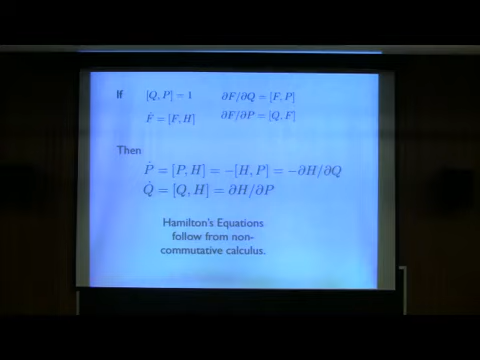 If [Q, P] = 1 ∂F/∂Q = [F, P]
Ḟ = [F, H] ∂F/∂P = [Q, F]
Then
Ṗ = [P, H] = −[H, P] = −∂H/∂Q
Q̇ = [Q, H] = ∂H/∂P
Hamilton's Equations
follow from non-
commutative calculus.